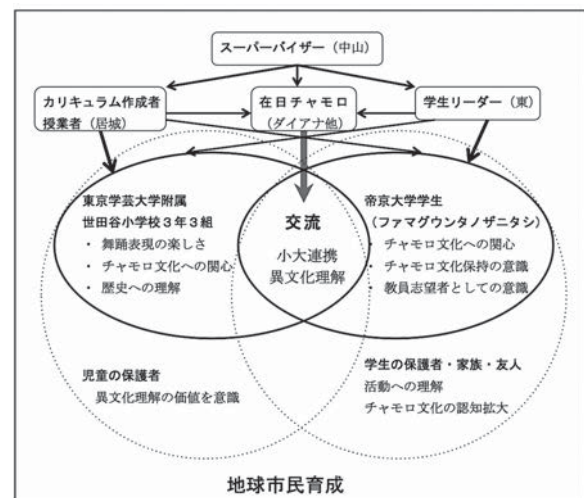 スーパーバイザー（中山）
カリキュラム作成者
授業者（居城）
在日チャモロ
（ダイアナ他）
学生リーダー（東）
東京学芸大学附属
世田谷小学校３年３組
・ 舞踊表現の楽しさ
・ チャモロ文化への関心
・ 歴史への理解
交流
小大連携
異文化理解
帝京大学学生
（ファマグウンタノザニタシ）
・ チャモロ文化への関心
・ チャモロ文化保持の意識
・ 教員志望者としての意識
児童の保護者
異文化理解の価値を意識
学生の保護者・家族・友人
活動への理解
チャモロ文化の認知拡大
地球市民育成